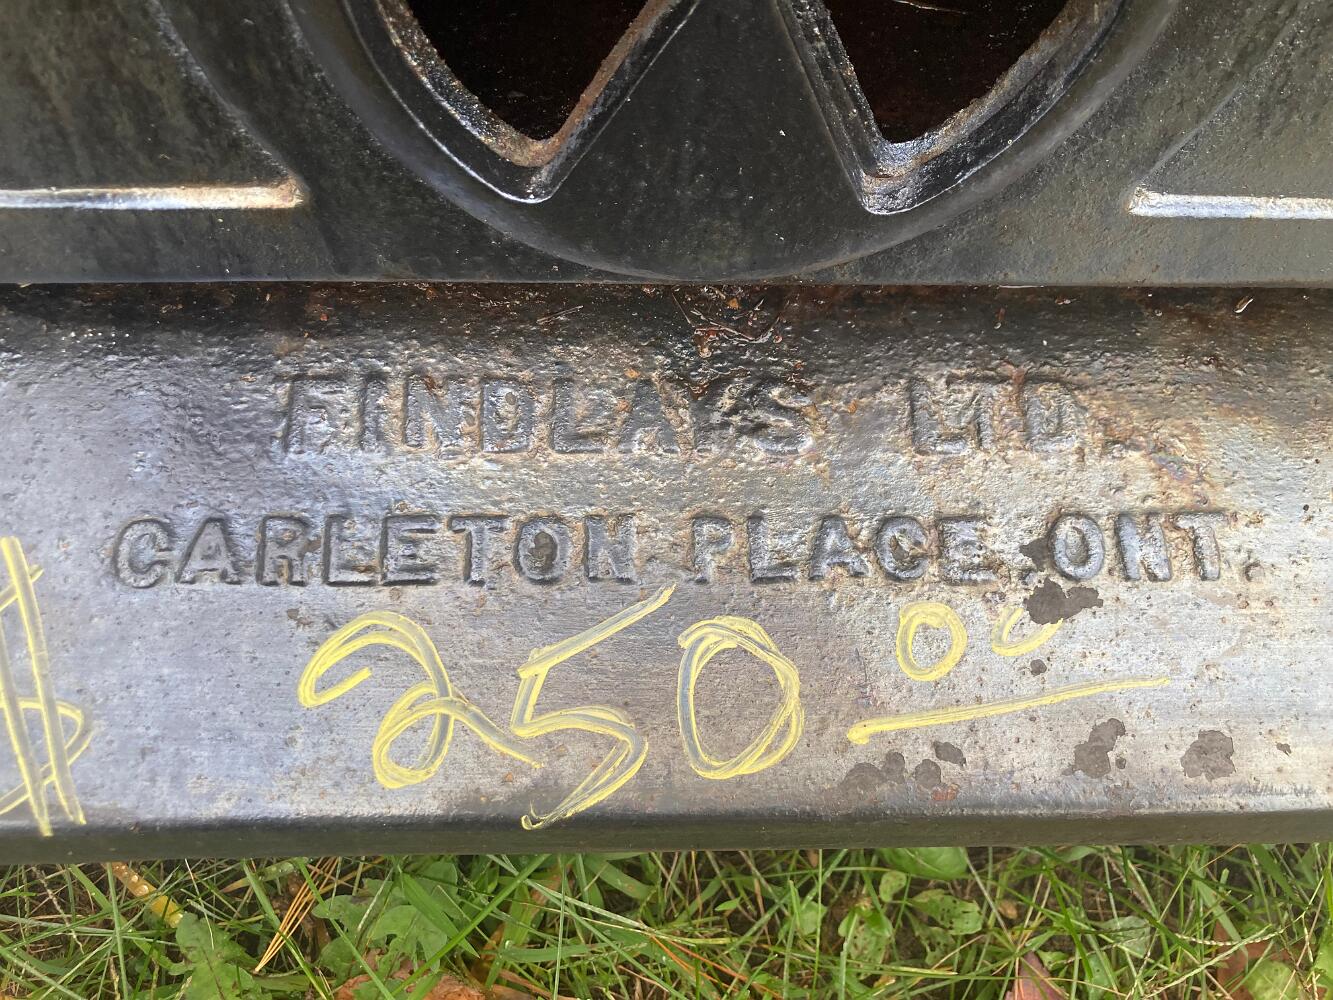 FINDLAYS LTD.
CARLETON PLACE, ONT.
$ 250 00